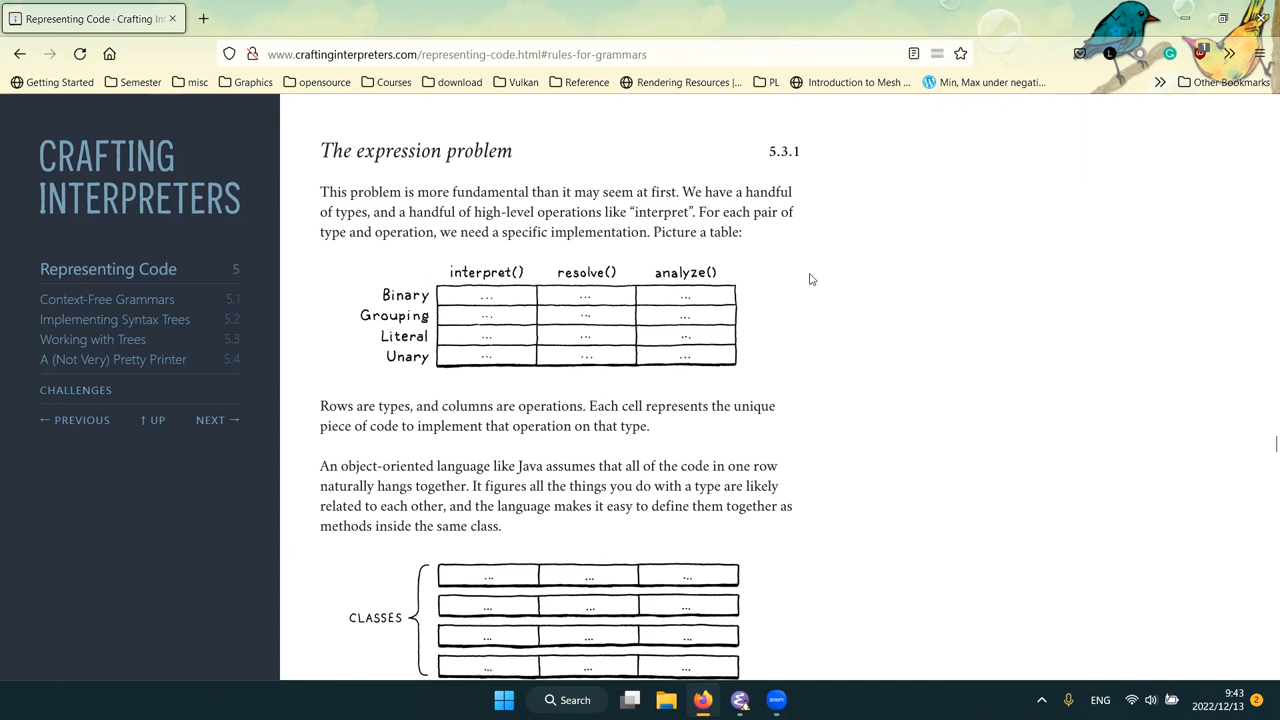 Representing Code · Crafting In
www.craftinginterpreters.com/representing-code.html#rules-for-grammars
Getting Started
Semester
misc
Graphics
opensource
Courses
download
Vulkan
Reference
Rendering Resources |...
PL
Introduction to Mesh ...
Min, Max under negati...
Other Bookmarks
CRAFTING
INTERPRETERS
Representing Code 5
Context-Free Grammars 5.1
Implementing Syntax Trees 5.2
Working with Trees 5.3
A (Not Very) Pretty Printer 5.4
CHALLENGES
← PREVIOUS ↑ UP NEXT →
The expression problem 5.3.1
This problem is more fundamental than it may seem at first. We have a handful
of types, and a handful of high-level operations like “interpret”. For each pair of
type and operation, we need a specific implementation. Picture a table:
interpret() resolve() analyze()
Binary ... ... ...
Grouping ... ... ...
Literal ... ... ...
Unary ... ... ...
Rows are types, and columns are operations. Each cell represents the unique
piece of code to implement that operation on that type.
An object-oriented language like Java assumes that all of the code in one row
naturally hangs together. It figures all the things you do with a type are likely
related to each other, and the language makes it easy to define them together as
methods inside the same class.
... ... ...
... ... ...
CLASSES
... ... ...
... ... ...
Search
zoom
ENG
9:43
2022/12/13
2